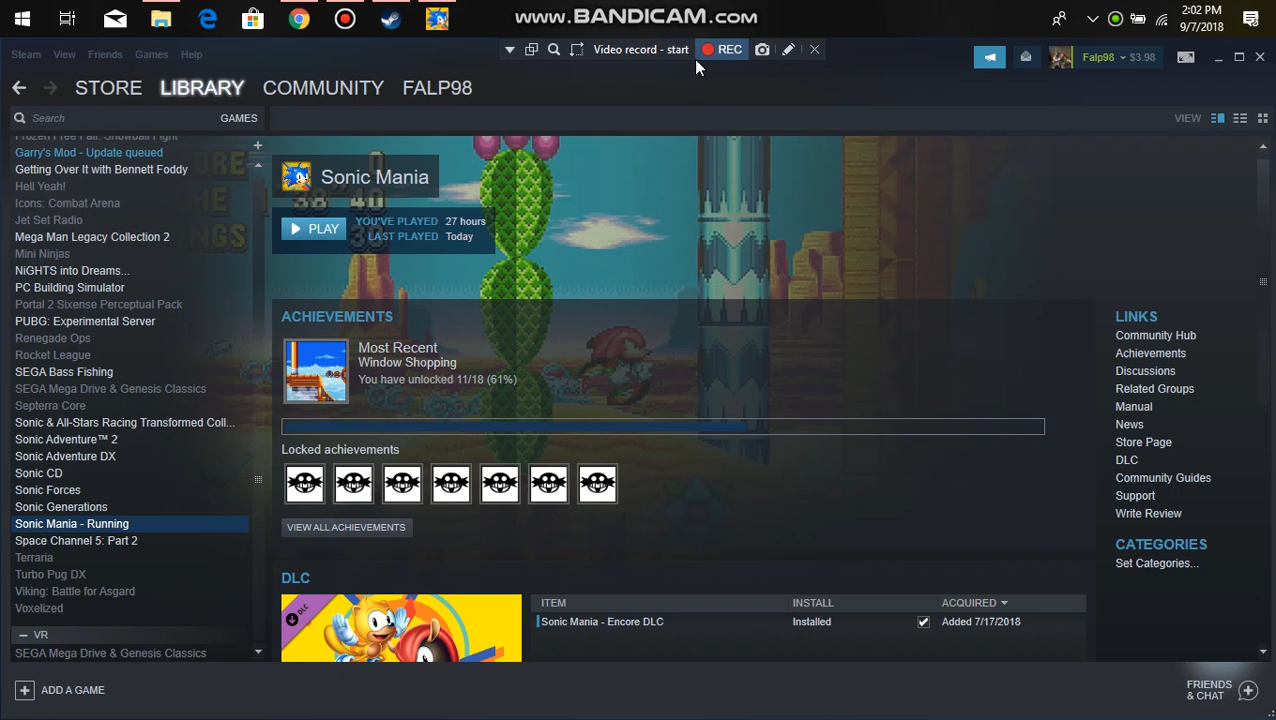 www.BANDICAM.com
2:02 PM
9/7/2018
Steam View Friends Games Help
Video record - start
REC
Falp98
$3.98
STORE LIBRARY COMMUNITY FALP98
Search
GAMES
VIEW
Frozen Free Fall: Snowball Fight
Garry's Mod - Update queued
Getting Over It with Bennett Foddy
Hell Yeah!
Icons: Combat Arena
Jet Set Radio
Mega Man Legacy Collection 2
Mini Ninjas
NiGHTS into Dreams...
PC Building Simulator
Portal 2 Sixense Perceptual Pack
PUBG: Experimental Server
Renegade Ops
Rocket League
SEGA Bass Fishing
SEGA Mega Drive & Genesis Classics
Septerra Core
Sonic & All-Stars Racing Transformed Coll...
Sonic Adventure™ 2
Sonic Adventure DX
Sonic CD
Sonic Forces
Sonic Generations
Sonic Mania - Running
Space Channel 5: Part 2
Terraria
Turbo Pug DX
Viking: Battle for Asgard
Voxelized
VR
SEGA Mega Drive & Genesis Classics
Sonic Mania
PLAY
YOU'VE PLAYED 27 hours
LAST PLAYED Today
ACHIEVEMENTS
Most Recent
Window Shopping
You have unlocked 11/18 (61%)
Locked achievements
VIEW ALL ACHIEVEMENTS
DLC
DLC
ITEM INSTALL ACQUIRED
Sonic Mania - Encore DLC Installed Added 7/17/2018
LINKS
Community Hub
Achievements
Discussions
Related Groups
Manual
News
Store Page
DLC
Community Guides
Support
Write Review
CATEGORIES
Set Categories...
ADD A GAME
FRIENDS
& CHAT